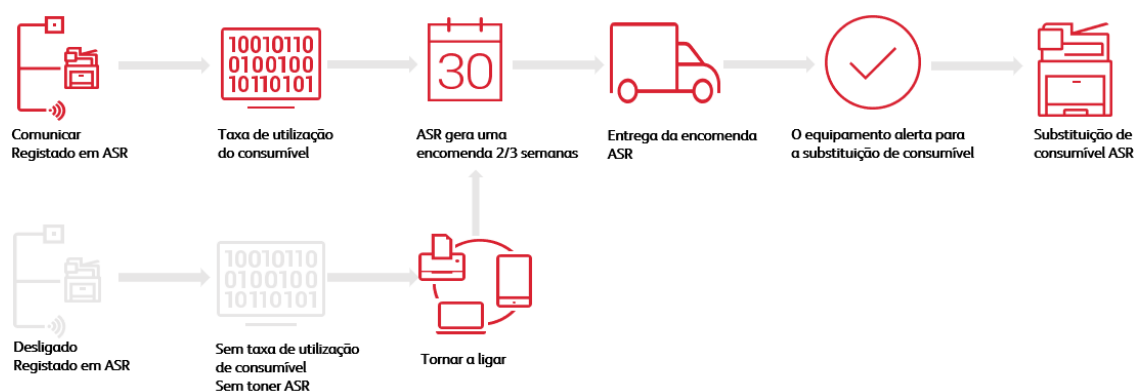 10010110
0100100
10110101
30
Comunicar
Registado em ASR
Taxa de utilização
do consumível
ASR gera uma
encomenda 2/3 semanas
Entrega da encomenda
ASR
O equipamento alerta para
a substituição de consumível
Substituição de
consumível ASR
10010110
0100100
10110101
Desligado
Registado em ASR
Sem taxa de utilização
de consumível
Sem toner ASR
Tornar a ligar